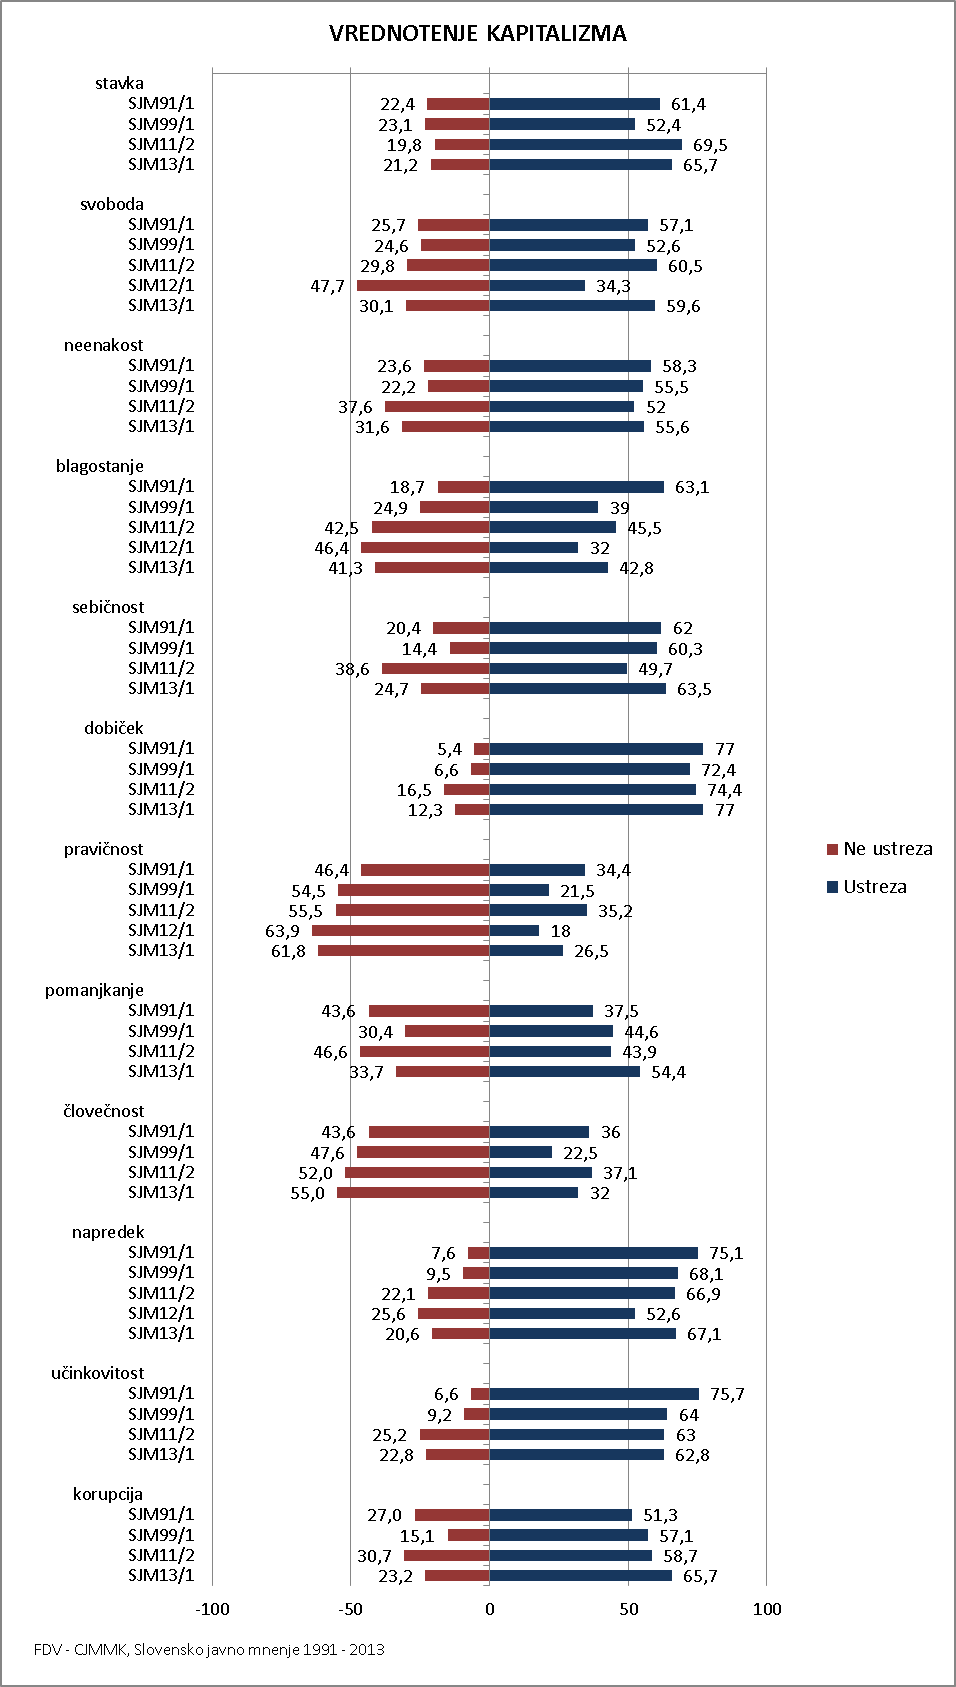 VREDNOTENJE KAPITALIZMA
stavka
SJM91/1 22,4 61,4
SJM99/1 23,1 52,4
SJM11/2 19,8 69,5
SJM13/1 21,2 65,7
svoboda
SJM91/1 25,7 57,1
SJM99/1 24,6 52,6
SJM11/2 29,8 60,5
SJM12/1 47,7 34,3
SJM13/1 30,1 59,6
neenakost
SJM91/1 23,6 58,3
SJM99/1 22,2 55,5
SJM11/2 37,6 52
SJM13/1 31,6 55,6
blagostanje
SJM91/1 18,7 63,1
SJM99/1 24,9 39
SJM11/2 42,5 45,5
SJM12/1 46,4 32
SJM13/1 41,3 42,8
sebičnost
SJM91/1 20,4 62
SJM99/1 14,4 60,3
SJM11/2 38,6 49,7
SJM13/1 24,7 63,5
dobiček
SJM91/1 5,4 77
SJM99/1 6,6 72,4
SJM11/2 16,5 74,4
SJM13/1 12,3 77
pravičnost
SJM91/1 46,4 34,4
SJM99/1 54,5 21,5
SJM11/2 55,5 35,2
SJM12/1 63,9 18
SJM13/1 61,8 26,5
Ne ustreza
Ustreza
pomanjkanje
SJM91/1 43,6 37,5
SJM99/1 30,4 44,6
SJM11/2 46,6 43,9
SJM13/1 33,7 54,4
človečnost
SJM91/1 43,6 36
SJM99/1 47,6 22,5
SJM11/2 52,0 37,1
SJM13/1 55,0 32
napredek
SJM91/1 7,6 75,1
SJM99/1 9,5 68,1
SJM11/2 22,1 66,9
SJM12/1 25,6 52,6
SJM13/1 20,6 67,1
učinkovitost
SJM91/1 6,6 75,7
SJM99/1 9,2 64
SJM11/2 25,2 63
SJM13/1 22,8 62,8
korupcija
SJM91/1 27,0 51,3
SJM99/1 15,1 57,1
SJM11/2 30,7 58,7
SJM13/1 23,2 65,7
-100 -50 0 50 100
FDV - CJMMK, Slovensko javno mnenje 1991 - 2013